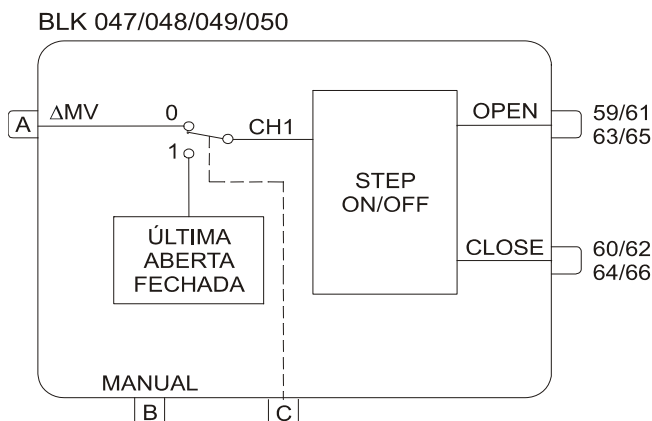 BLK 047/048/049/050
A
ΔMV
0
1
CH1
STEP
ON/OFF
OPEN
59/61
63/65
ÚLTIMA
ABERTA
FECHADA
CLOSE
60/62
64/66
MANUAL
B
C